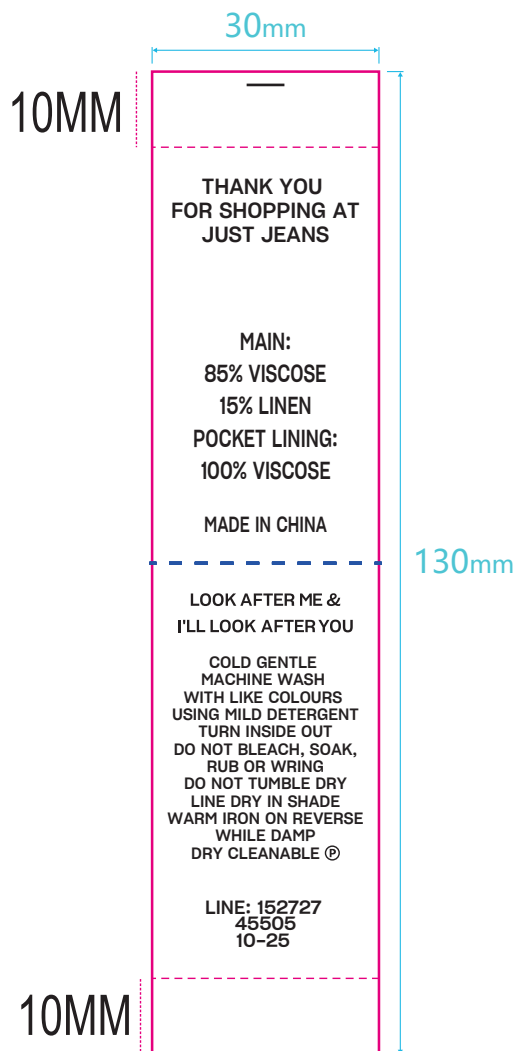 30mm
10MM
THANK YOU
FOR SHOPPING AT
JUST JEANS
MAIN:
85% VISCOSE
15% LINEN
POCKET LINING:
100% VISCOSE
MADE IN CHINA
130mm
LOOK AFTER ME &
I'LL LOOK AFTER YOU
COLD GENTLE
MACHINE WASH
WITH LIKE COLOURS
USING MILD DETERGENT
TURN INSIDE OUT
DO NOT BLEACH, SOAK,
RUB OR WRING
DO NOT TUMBLE DRY
LINE DRY IN SHADE
WARM IRON ON REVERSE
WHILE DAMP
DRY CLEANABLE Ⓟ
LINE: 152727
45505
10-25
10MM